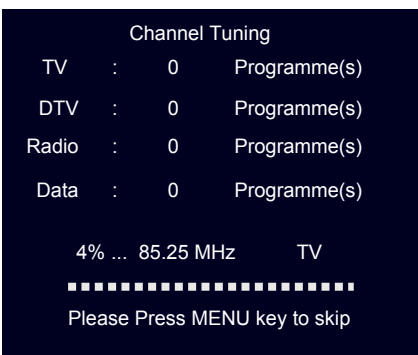 Channel Tuning
TV : 0 Programme(s)
DTV : 0 Programme(s)
Radio : 0 Programme(s)
Data : 0 Programme(s)
4% ... 85.25 MHz TV
Please Press MENU key to skip